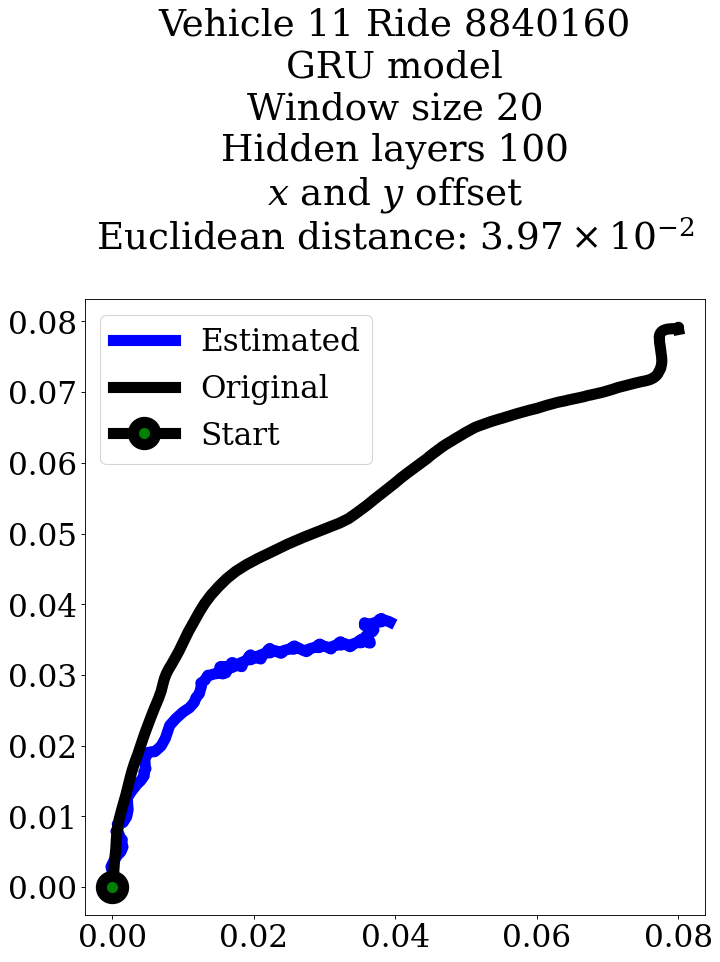 Vehicle 11 Ride 8840160
GRU model
Window size 20
Hidden layers 100
x and y offset
Euclidean distance: 3.97 × 10⁻²
Estimated
Original
Start
0.08
0.07
0.06
0.05
0.04
0.03
0.02
0.01
0.00
0.00 0.02 0.04 0.06 0.08